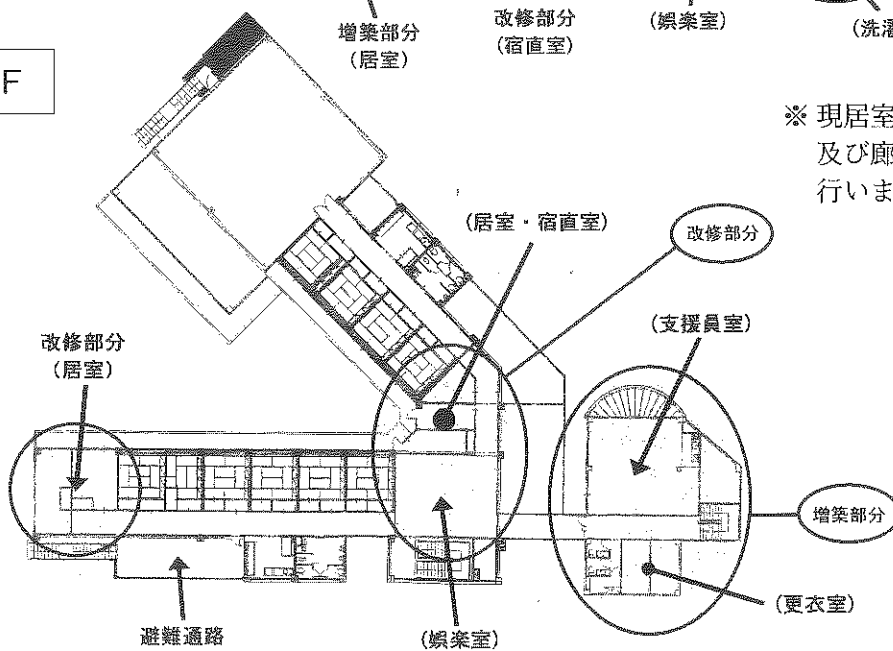 増築部分
(居室)
改修部分
(宿直室)
(娯楽室)
(洗濯
F
※ 現居室
及び廊
行いま
(居室・宿直室)
改修部分
(支援員室)
改修部分
(居室)
増築部分
(更衣室)
避難通路
(娯楽室)